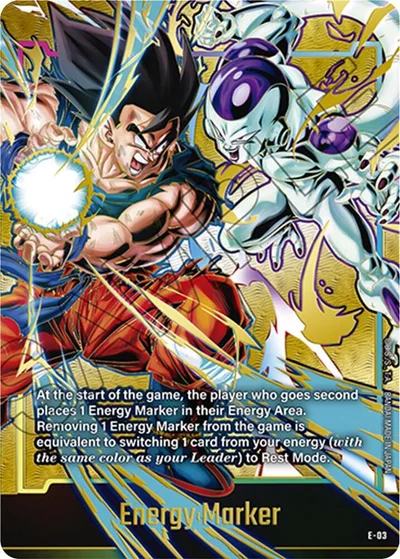 At the start of the game, the player who goes second
places 1 Energy Marker in their Energy Area.
Removing 1 Energy Marker from the game is
equivalent to switching 1 card from your energy (with
the same color as your Leader) to Rest Mode.
Energy Marker
E-03
©B.S./S., T.A. BANDAI MADE IN JAPAN